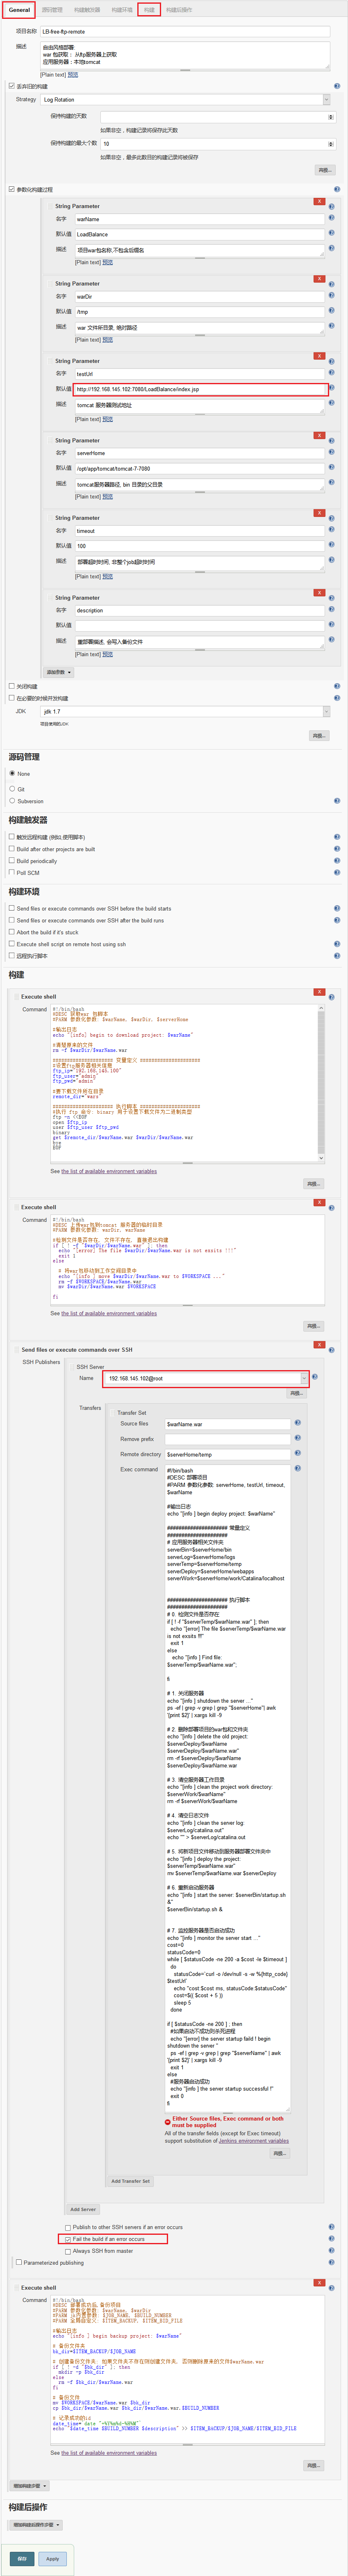 General 源码管理 构建触发器 构建环境 构建 构建后操作
项目名称 LB-free-ftp-remote
描述 自由风格部署:
war 包获取: 从ftp服务器上获取
应用服务器: 本地tomcat
[Plain text] 预览
丢弃旧的构建
Strategy Log Rotation
保持构建的天数
如果非空，构建记录将保存此天数
保持构建的最大个数 10
如果非空，最多此数目的构建记录将被保存
高级...
参数化构建过程
X
String Parameter
名字 warName
默认值 LoadBalance
描述 项目war包名称,不包含后缀名
[Plain text] 预览
X
String Parameter
名字 warDir
默认值 /tmp
描述 war 文件所目录, 绝对路径
[Plain text] 预览
X
String Parameter
名字 testUrl
默认值 http://192.168.145.102:7080/LoadBalance/index.jsp
描述 tomcat 服务器测试地址
[Plain text] 预览
X
String Parameter
名字 serverHome
默认值 /opt/app/tomcat/tomcat-7-7080
描述 tomcat服务器路径, bin 目录的父目录
[Plain text] 预览
X
String Parameter
名字 timeout
默认值 100
描述 部署超时时间, 非整个job超时时间
[Plain text] 预览
X
String Parameter
名字 description
默认值
描述 重部署描述, 会写入备份文件
[Plain text] 预览
添加参数
关闭构建
在必要的时候并发构建
JDK jdk 1.7
项目使用的JDK
高级...
源码管理
None
Git
Subversion
构建触发器
触发远程构建 (例如,使用脚本)
Build after other projects are built
Build periodically
Poll SCM
构建环境
Send files or execute commands over SSH before the build starts
Send files or execute commands over SSH after the build runs
Abort the build if it's stuck
Execute shell script on remote host using ssh
远程执行脚本
构建
X
Execute shell
Command #!/bin/bash
#DESC 获取war 包脚本
#PARM 参数化参数: $warName, $warDir, $serverHome
#输出日志
echo "[info] begin to download project: $warName"
#清楚原来的文件
rm -f $warDir/$warName.war
##################### 变量定义 #####################
#设置ftp服务器相关信息
ftp_ip="192.168.145.100"
ftp_user="admin"
ftp_pwd="admin"
#要下载文件所在目录
remote_dir="wars"
##################### 执行脚本 #####################
#执行 ftp 命令: binary 用于设置下载文件为二进制类型
ftp -n <<EOF
open $ftp_ip
user $ftp_user $ftp_pwd
binary
get $remote_dir/$warName.war $warDir/$warName.war
bye
EOF
See the list of available environment variables
高级...
X
Execute shell
Command #!/bin/bash
#DESC 上传war包到tomcat 服务器的临时目录
#PARM 参数化参数: warDir, warName
#检测文件是否存在, 文件不存在, 直接退出构建
if [ ! -f "$warDir/$warName.war" ]; then
echo "[error] The file $warDir/$warName.war is not exsits !!!"
exit 1
else
# 将war包移动到工作空间目录中
echo "[info ] move $warDir/$warName.war to $WORKESPACE ..."
rm -f $WORKESPACE/$warName.war
mv $warDir/$warName.war $WORKESPACE
fi
See the list of available environment variables
高级...
X
Send files or execute commands over SSH
SSH Publishers SSH Server
Name 192.168.145.102@root
高级...
Transfers Transfer Set
Source files $warName.war
Remove prefix
Remote directory $serverHome/temp
Exec command #!/bin/bash
#DESC 部署项目
#PARM 参数化参数: serverHome, testUrl, timeout,
$warName
#输出日志
echo "[info ] begin deploy project: $warName"
##################### 常量定义
#####################
# 应用服务器相关文件夹
serverBin=$serverHome/bin
serverLog=$serverHome/logs
serverTemp=$serverHome/temp
serverDeploy=$serverHome/webapps
serverWork=$serverHome/work/Catalina/localhost
##################### 执行脚本
#####################
# 0. 检测文件是否存在
if [ ! -f "$serverTemp/$warName.war" ]; then
echo "[error] The file $serverTemp/$warName.war
is not exsits !!!"
exit 1
else
echo "[info ] Find file:
$serverTemp/$warName.war";
fi
# 1. 关闭服务器
echo "[info ] shutdown the server ..."
ps -ef | grep -v grep | grep "$serverHome"| awk
'{print $2}' | xargs kill -9
# 2. 删除部署项目的war包和文件夹
echo "[info ] delete the old project:
$serverDeploy/$warName
$serverDeploy/$warName.war"
rm -rf $serverDeploy/$warName
$serverDeploy/$warName.war
# 3. 清空服务器工作目录
echo "[info ] clean the project work directory:
$serverWork/$warName"
rm -rf $serverWork/$warName
# 4. 清空日志文件
echo "[info ] clean the server log:
$serverLog/catalina.out"
echo "" > $serverLog/catalina.out
# 5. 将新项目文件移动到服务器部署文件夹中
echo "[info ] deploy the project:
$serverTemp/$warName.war"
mv $serverTemp/$warName.war $serverDeploy
# 6. 重新启动服务器
echo "[info ] start the server: $serverBin/startup.sh
&"
$serverBin/startup.sh &
# 7. 监控服务器是否启动成功
echo "[info ] monitor the server start ..."
cost=0
statusCode=0
while [ $statusCode -ne 200 -a $cost -le $timeout ]
do
statusCode=`curl -o /dev/null -s -w %{http_code}
$testUrl`
echo "cost:$cost ms, statusCode:$statusCode"
cost=$(( $cost + 5 ))
sleep 5
done
if [ $statusCode -ne 200 ] ; then
#如果启动不成功则杀死进程
echo "[error] the server startup faild ! begin
shutdown the server "
ps -ef | grep -v grep | grep "$serverName" | awk
'{print $2}' | xargs kill -9
exit 1
else
#服务器启动成功
echo "[info ] the server startup successful !"
exit 0
fi
Either Source files, Exec command or both
must be supplied
All of the transfer fields (except for Exec timeout)
support substitution of Jenkins environment variables
高级...
Add Transfer Set
Add Server
Publish to other SSH servers if an error occurs
Fail the build if an error occurs
Always SSH from master
Parameterized publishing
X
Execute shell
Command #!/bin/bash
#DESC 部署成功后,备份项目
#PARM 参数化参数: $warName, $warDir
#PARM jk内置参数: $JOB_NAME, $BUILD_NUMBER
#PARM 全局自定义: $ITEM_BACKUP, $ITEM_BID_FILE
#输出日志
echo "[info ] begin backup project: $warName"
# 备份文件夹
bk_dir=$ITEM_BACKUP/$JOB_NAME
# 创建备份文件夹, 如果文件夹不存在则创建文件夹, 否则删除原来的文件$warName.war
if [ ! -d "$bk_dir" ]; then
mkdir -p $bk_dir
else
rm -f $bk_dir/$warName.war
fi
# 备份文件
mv $WORKESPACE/$warName.war $bk_dir
cp $bk_dir/$warName.war $bk_dir/$warName.war.$BUILD_NUMBER
# 记录成功的id
date_time=`date "+%Y%m%d-%H%M"`
echo "$date_time $BUILD_NUMBER $description" >> $ITEM_BACKUP/$JOB_NAME/$ITEM_BID_FILE
See the list of available environment variables
高级...
增加构建步骤
构建后操作
增加构建后操作步骤
保存 Apply